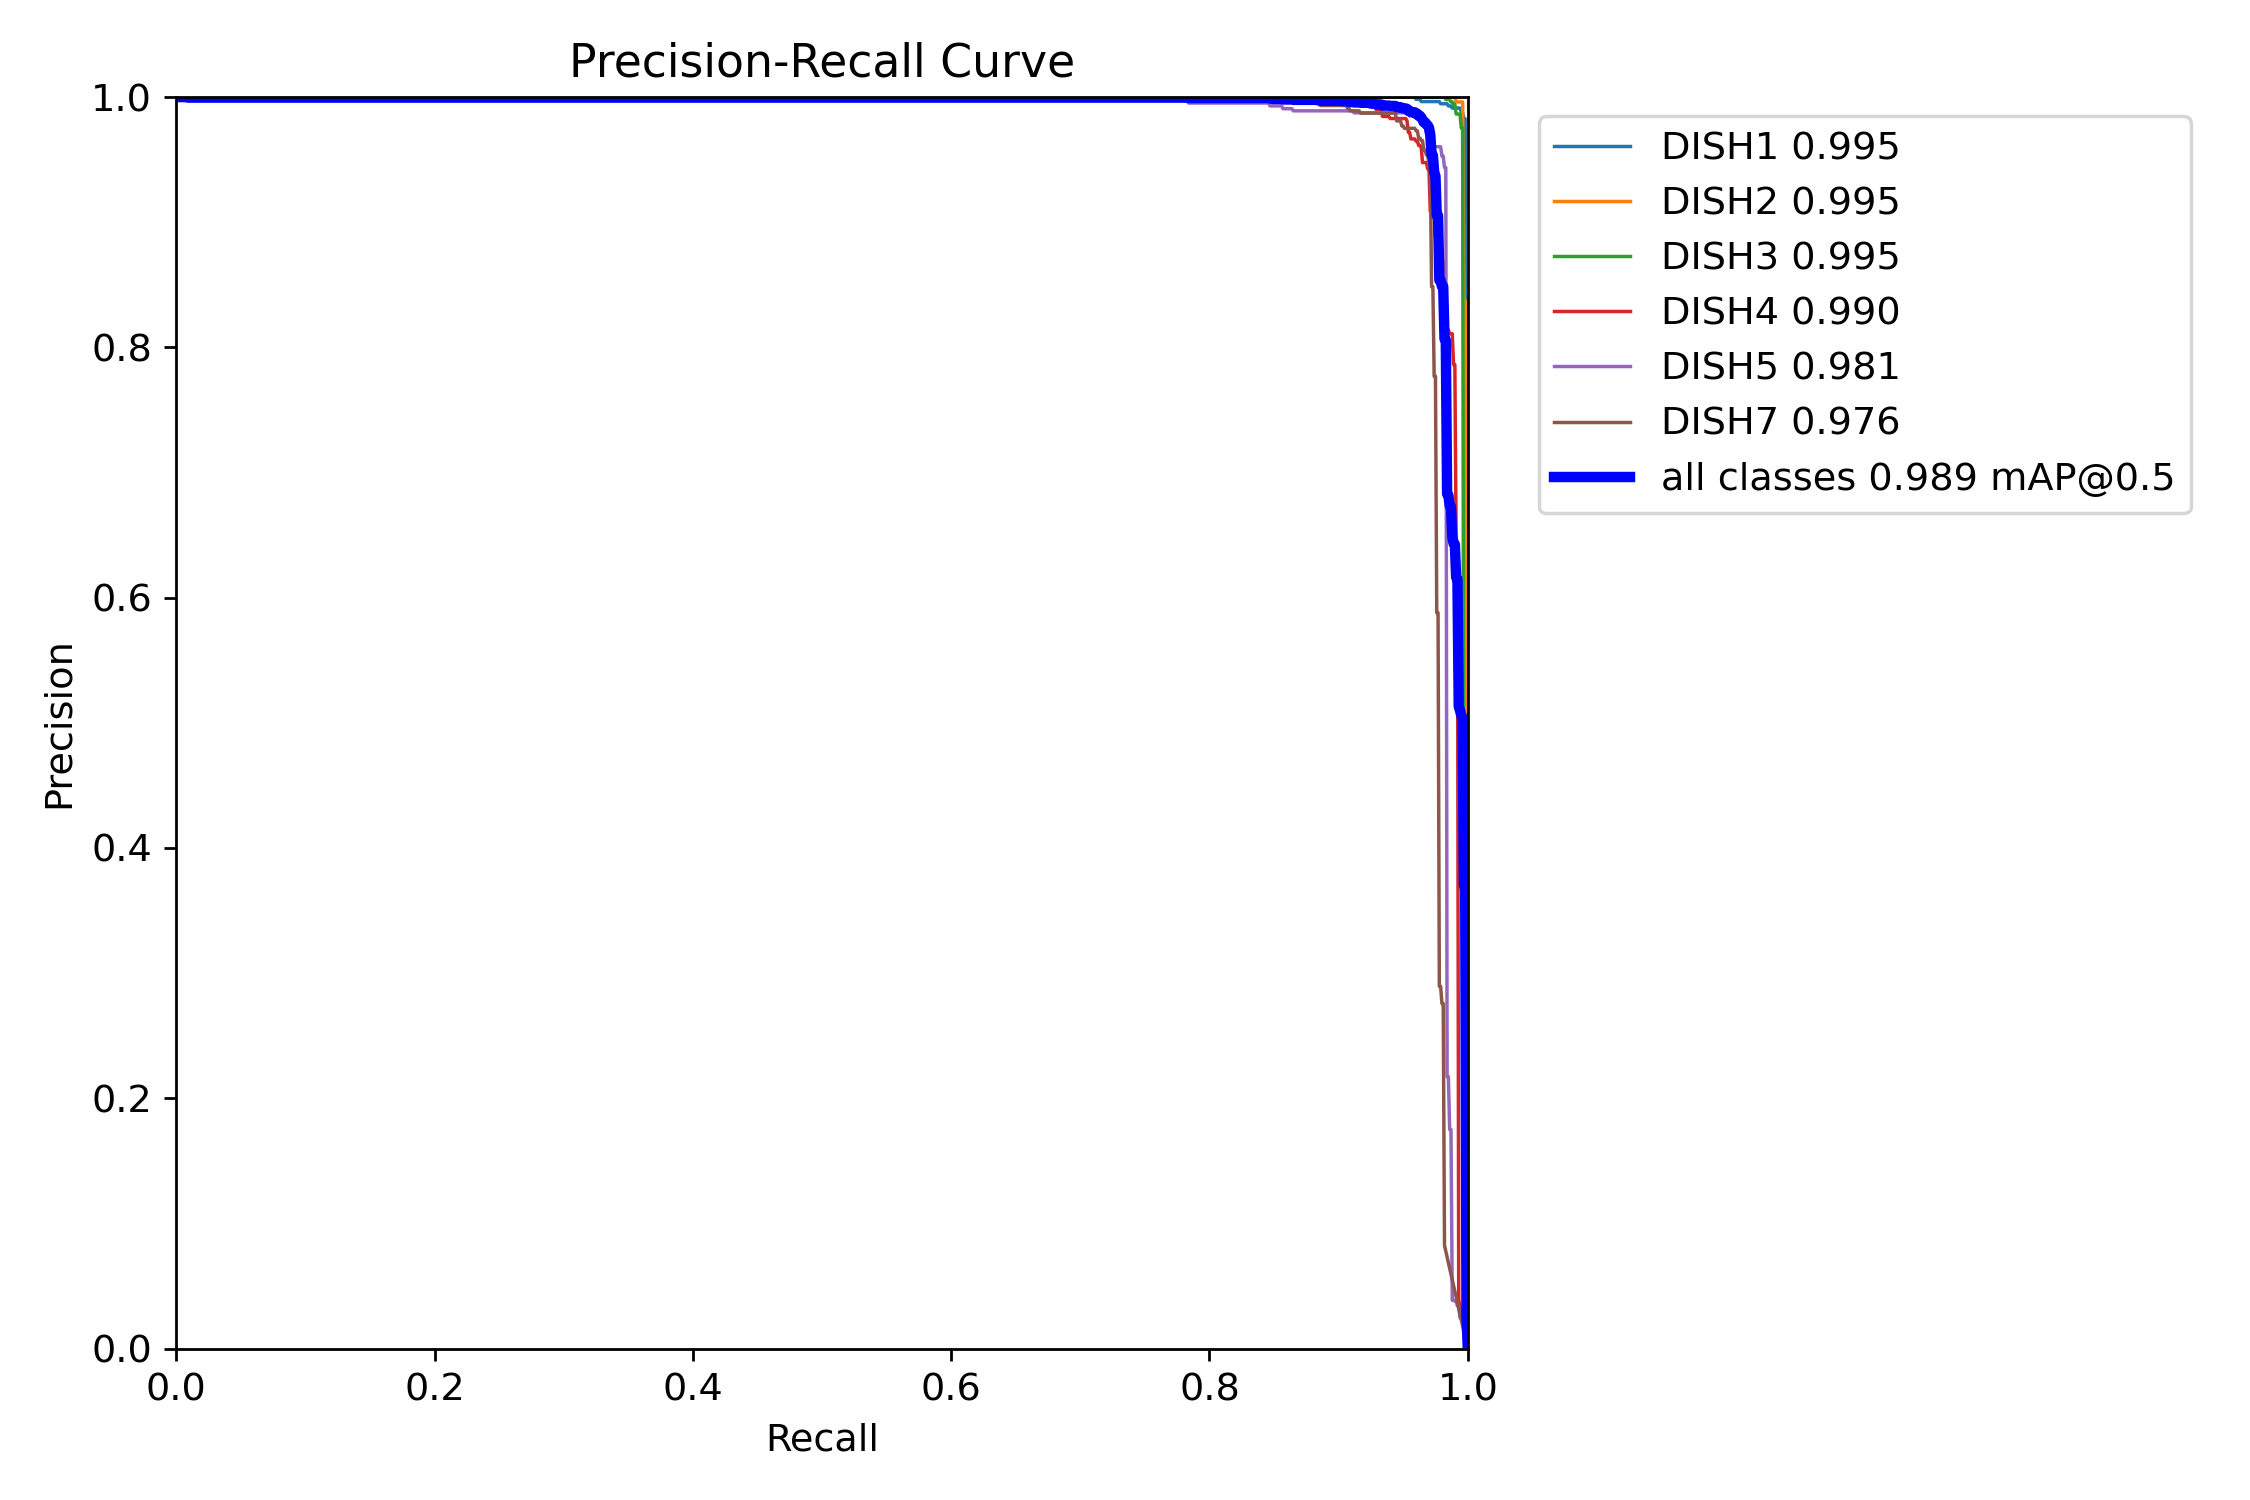 Precision-Recall Curve
1.0
0.8
0.6
0.4
0.2
0.0
Precision
0.0 0.2 0.4 0.6 0.8 1.0
Recall
DISH1 0.995
DISH2 0.995
DISH3 0.995
DISH4 0.990
DISH5 0.981
DISH7 0.976
all classes 0.989 mAP@0.5